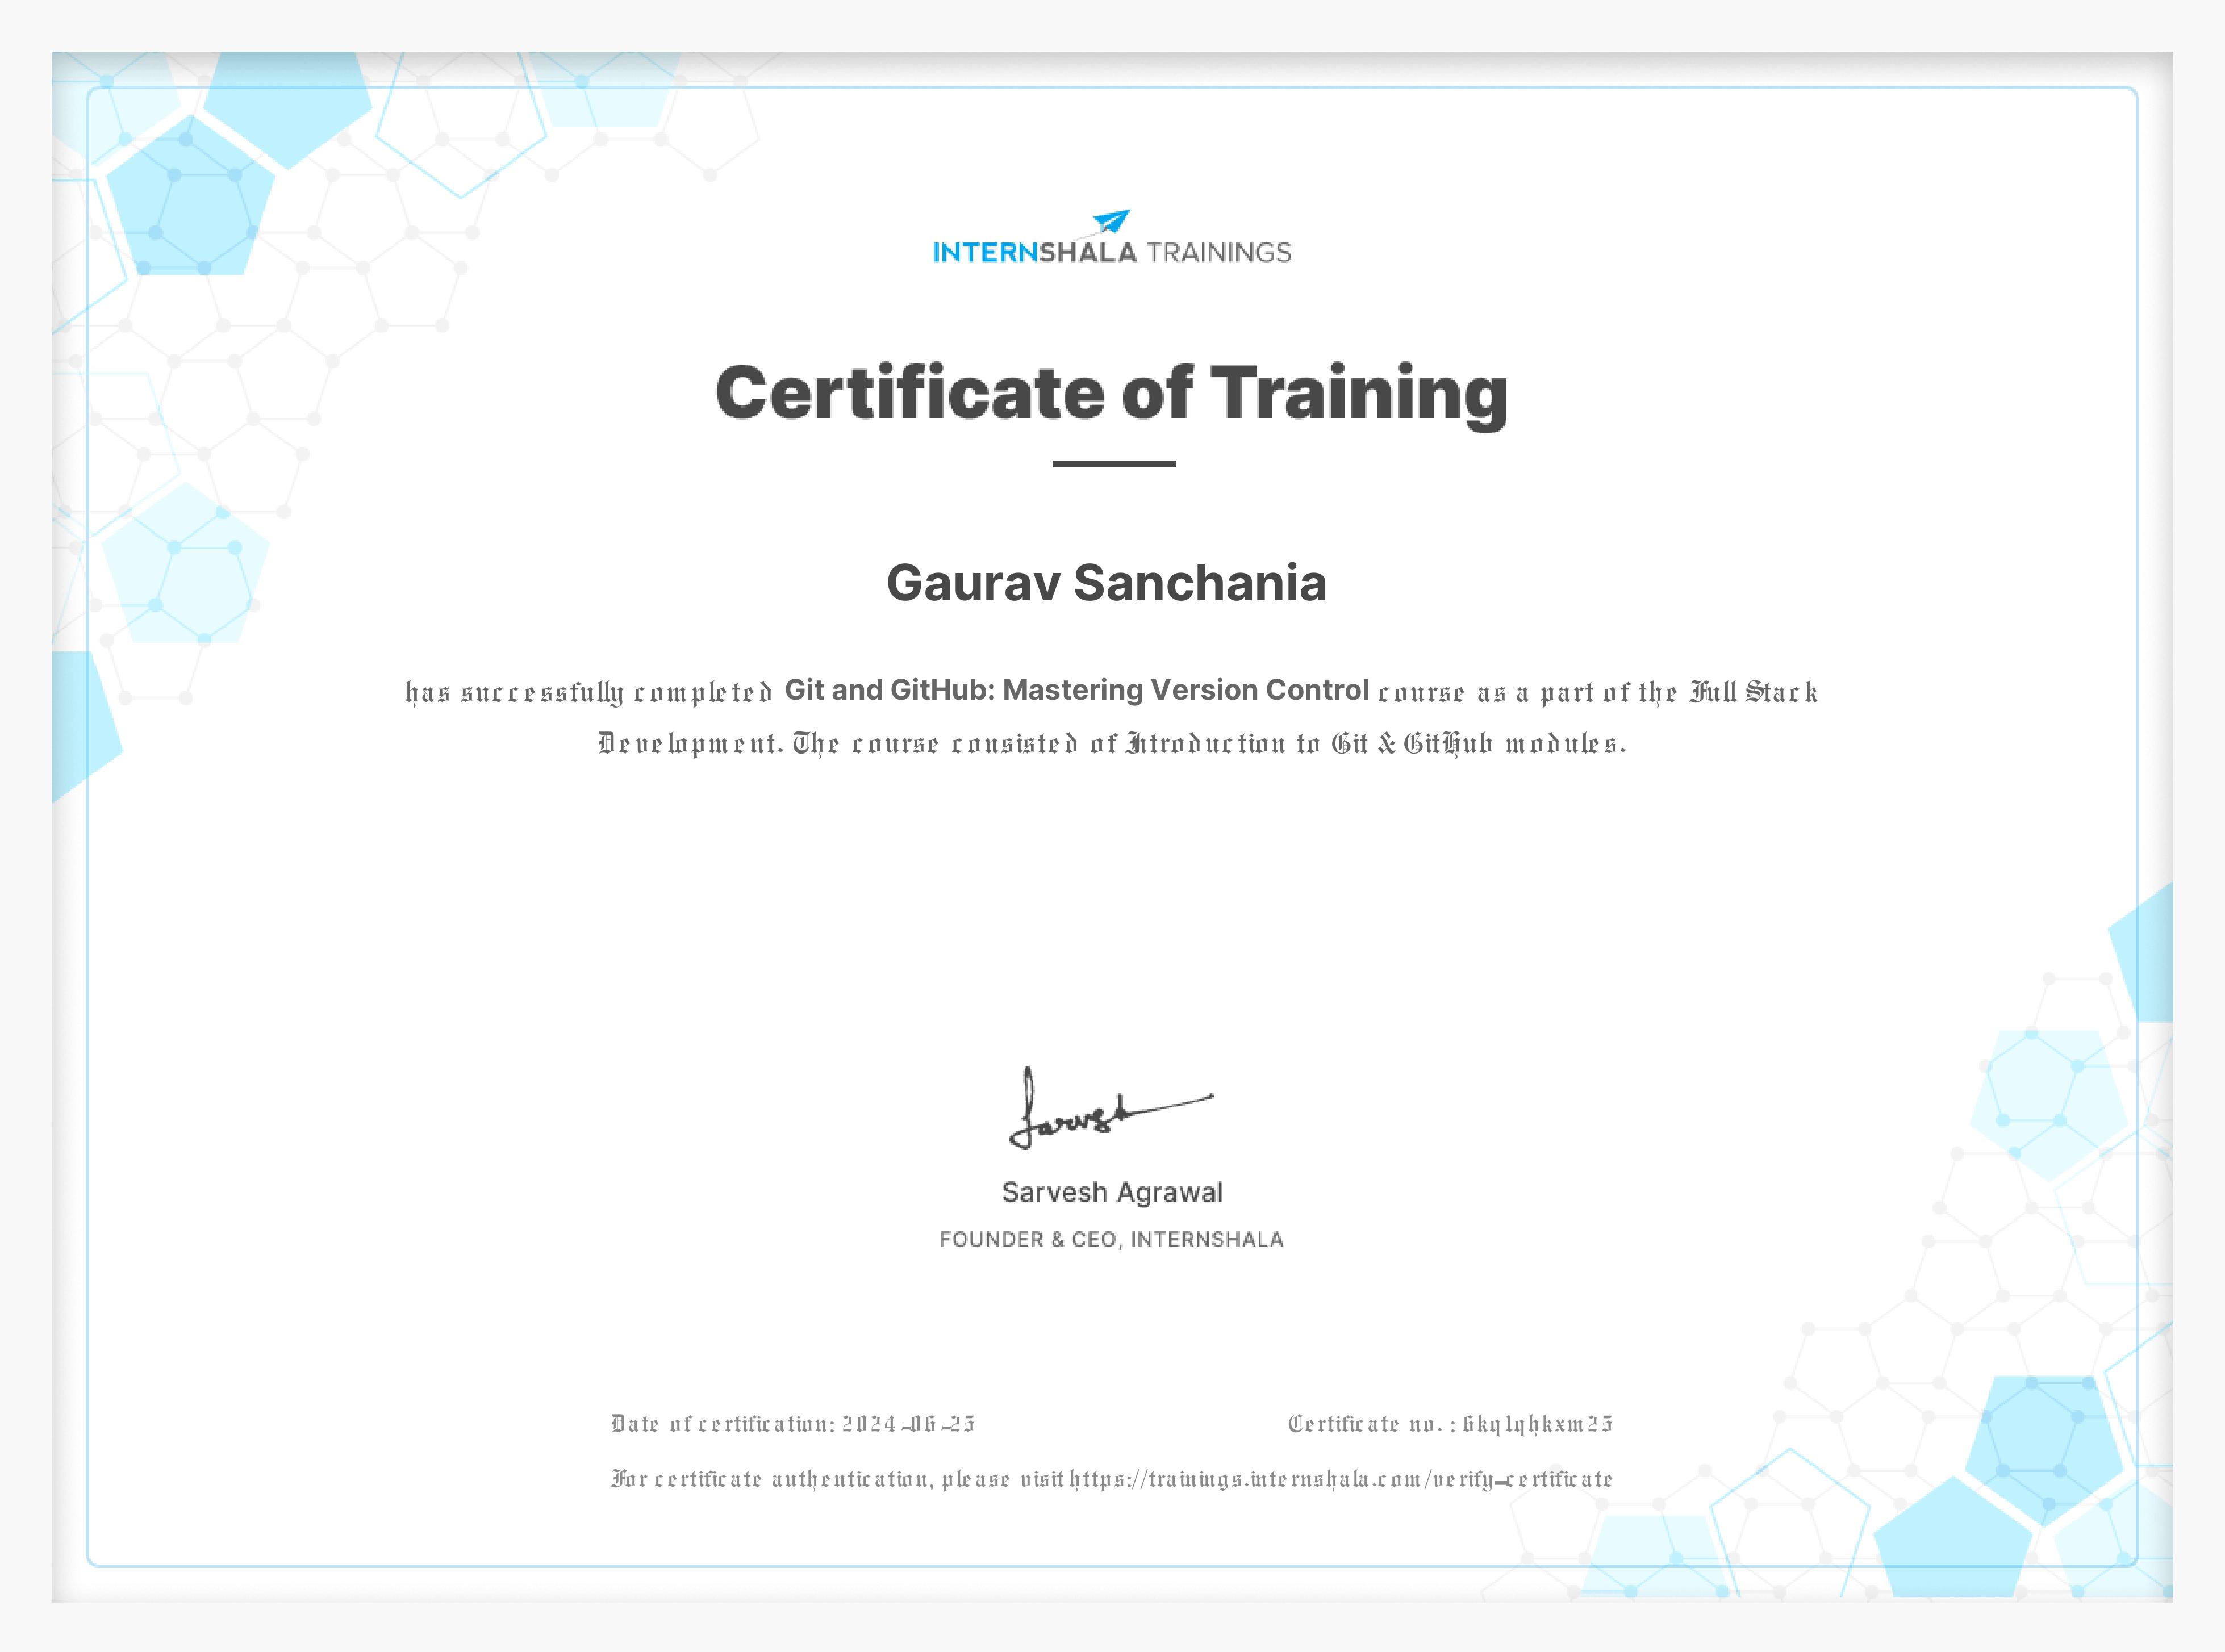 INTERNSHALA TRAININGS
Certificate of Training
Gaurav Sanchania
has successfully completed Git and GitHub: Mastering Version Control course as a part of the Full Stack
Development. The course consisted of Introduction to Git & GitHub modules.
Sarvesh
Sarvesh Agrawal
FOUNDER & CEO, INTERNSHALA
Date of certification: 2024-06-25
Certificate no. : 6kq1qhkxm25
For certificate authentication, please visit https://trainings.internshala.com/verify_certificate